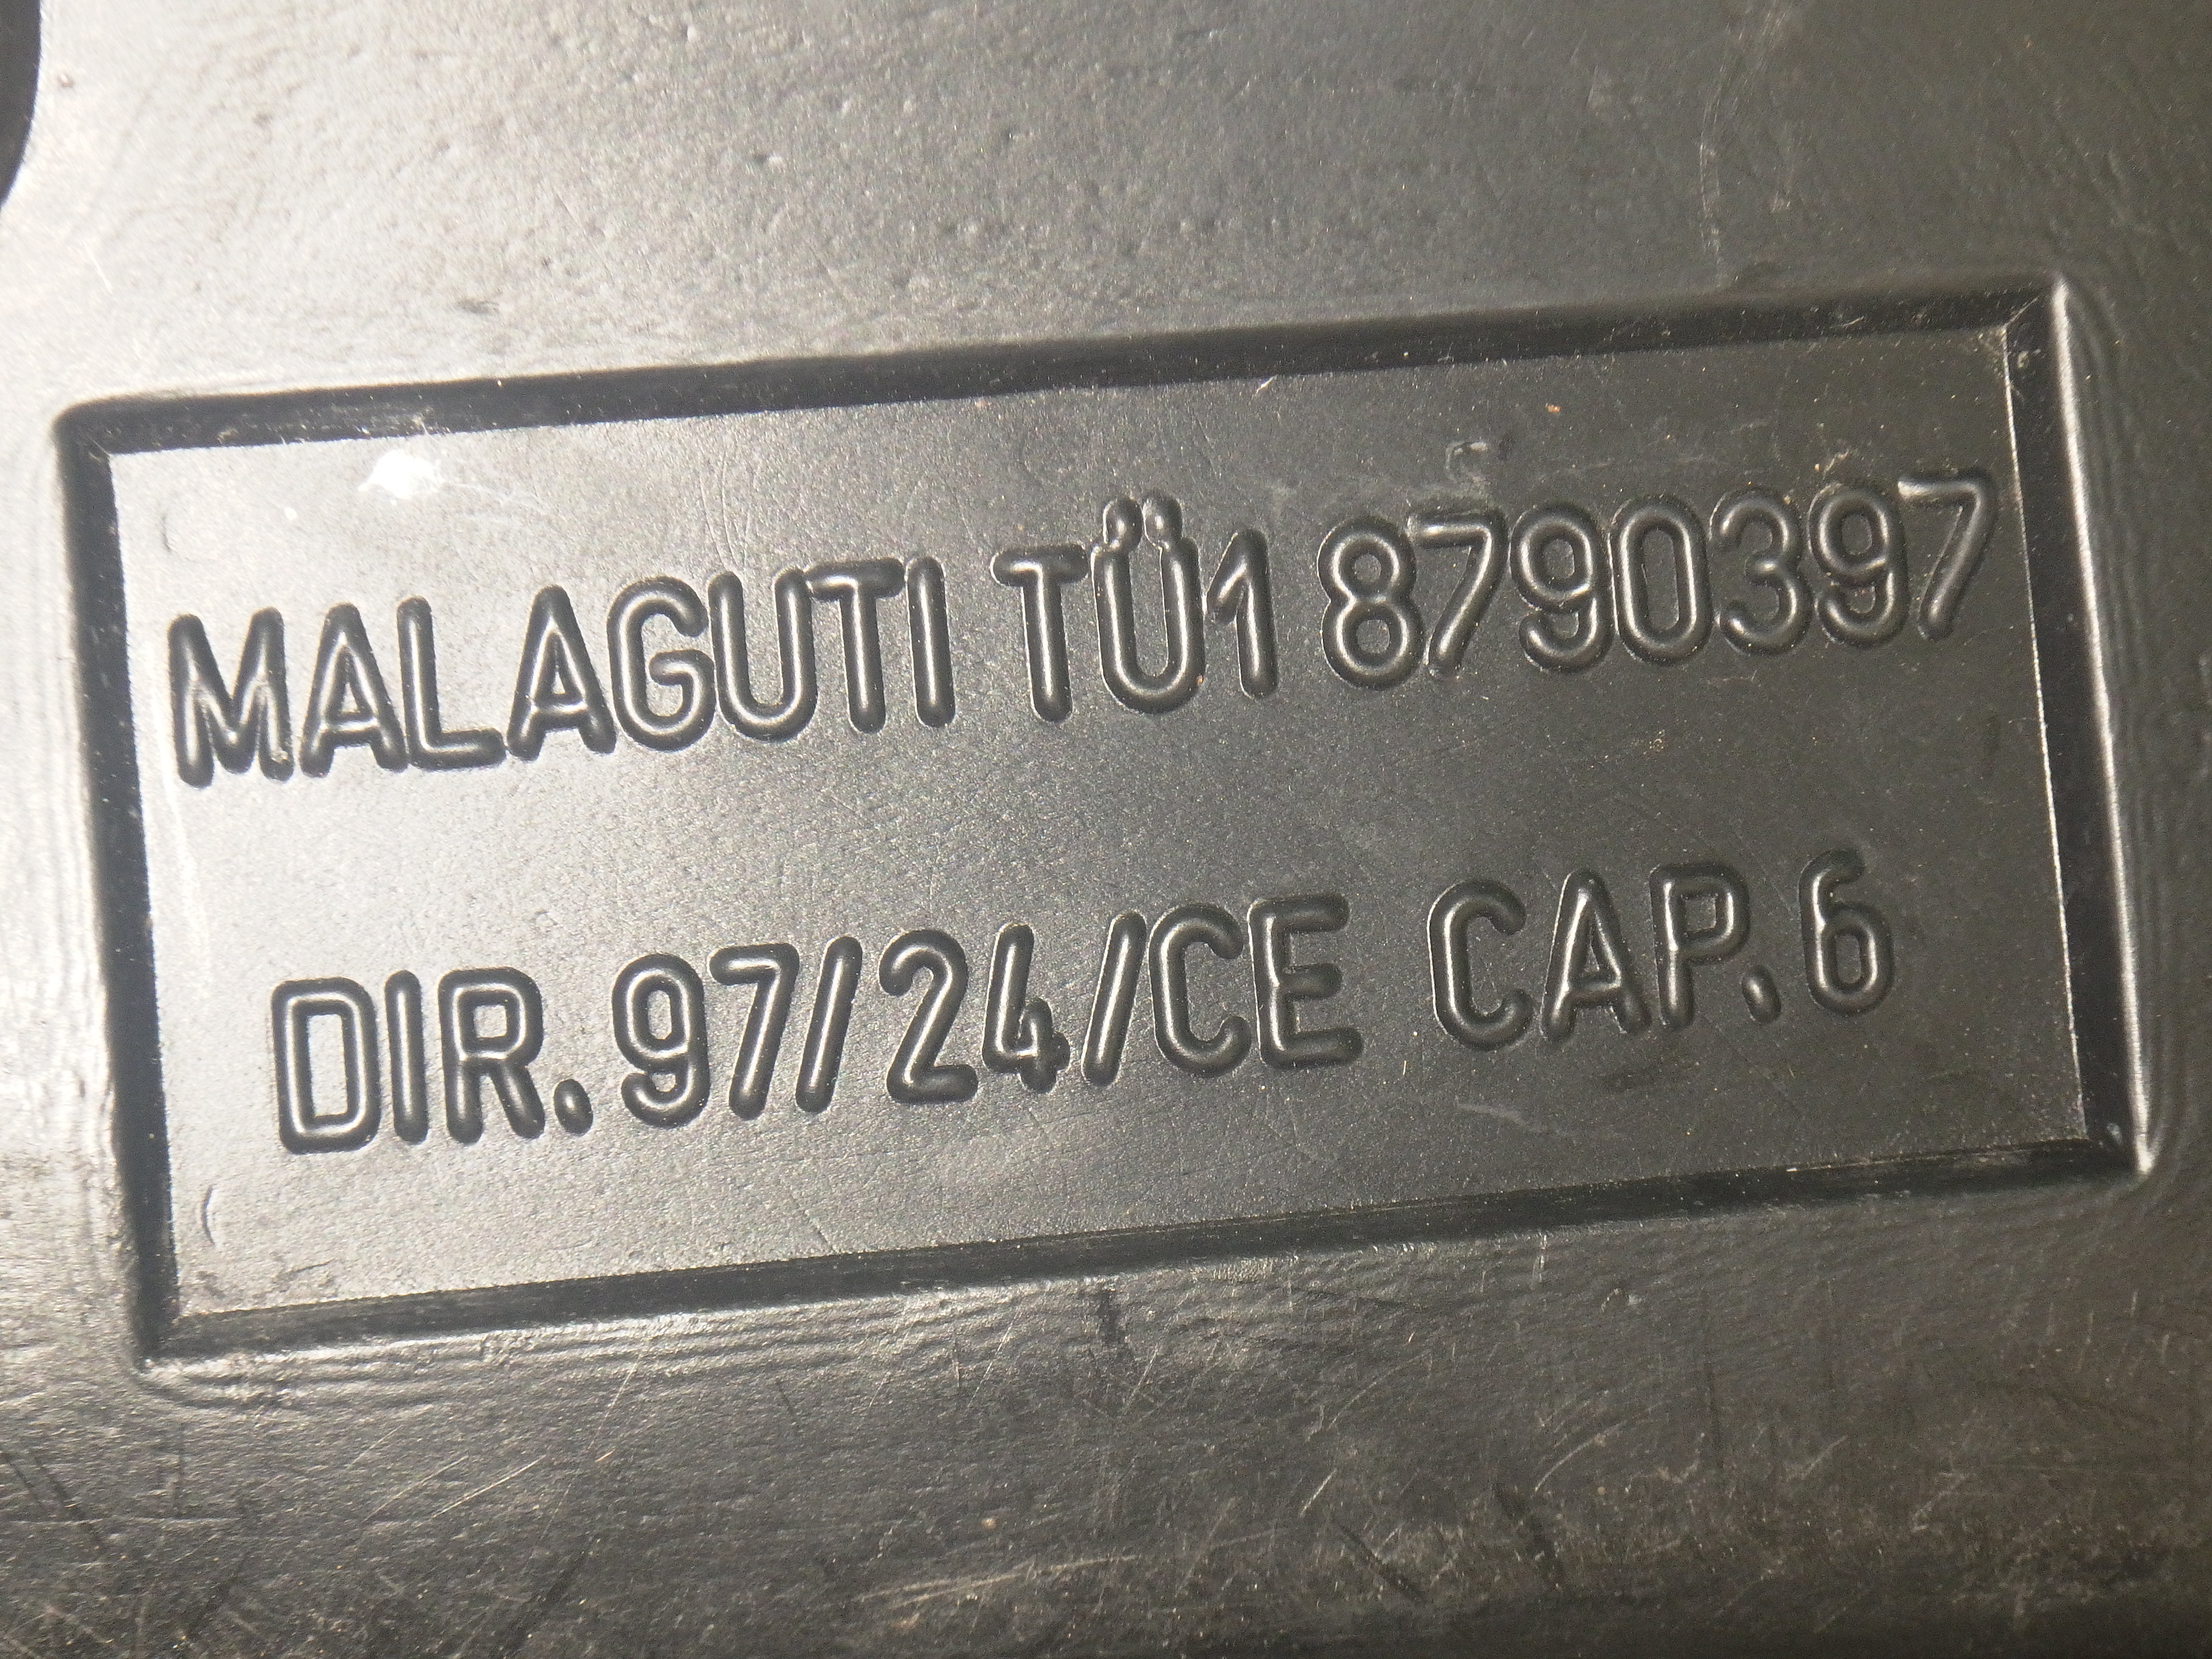 MALAGUTI TÜ1 8790397
DIR. 97/24/CE CAP. 6